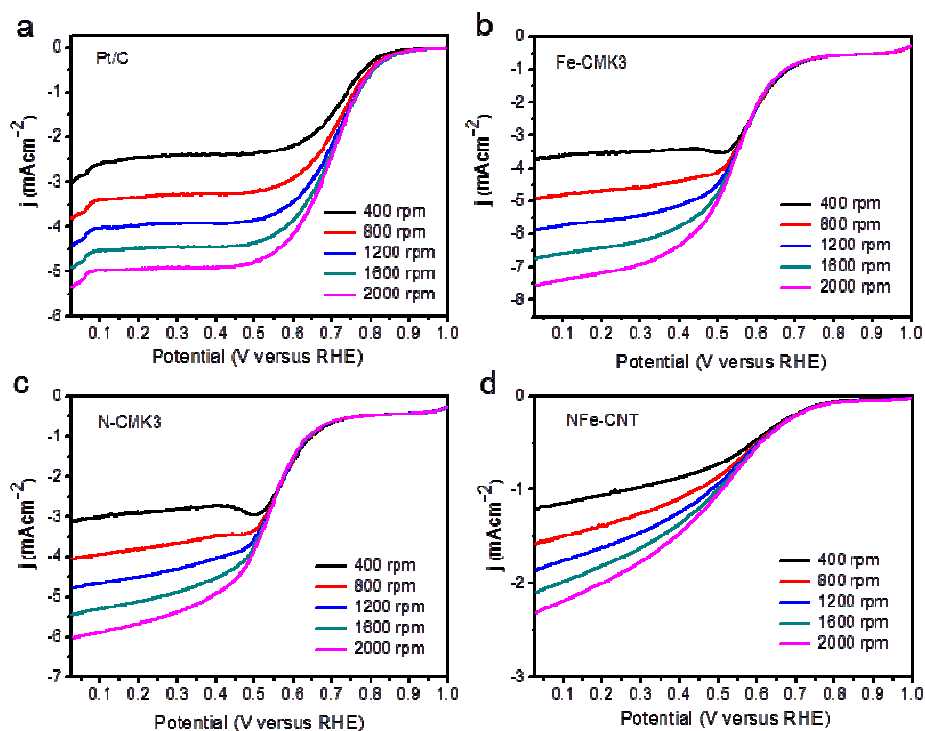 a
Pt/C
0
-1
-2
-3
-4
-5
-6
j (mAcm⁻²)
400 rpm
800 rpm
1200 rpm
1600 rpm
2000 rpm
0.1 0.2 0.3 0.4 0.5 0.6 0.7 0.8 0.9 1.0
Potential (V versus RHE)
b
Fe-CMK3
0
-1
-2
-3
-4
-5
-6
-7
-8
j (mAcm⁻²)
400 rpm
800 rpm
1200 rpm
1600 rpm
2000 rpm
0.1 0.2 0.3 0.4 0.5 0.6 0.7 0.8 0.9 1.0
Potential (V versus RHE)
c
N-CMK3
0
-1
-2
-3
-4
-5
-6
-7
j (mAcm⁻²)
400 rpm
800 rpm
1200 rpm
1600 rpm
2000 rpm
0.1 0.2 0.3 0.4 0.5 0.6 0.7 0.8 0.9 1.0
Potential (V versus RHE)
d
NFe-CNT
0
-1
-2
-3
j (mAcm⁻²)
400 rpm
800 rpm
1200 rpm
1600 rpm
2000 rpm
0.1 0.2 0.3 0.4 0.5 0.6 0.7 0.8 0.9 1.0
Potential (V versus RHE)